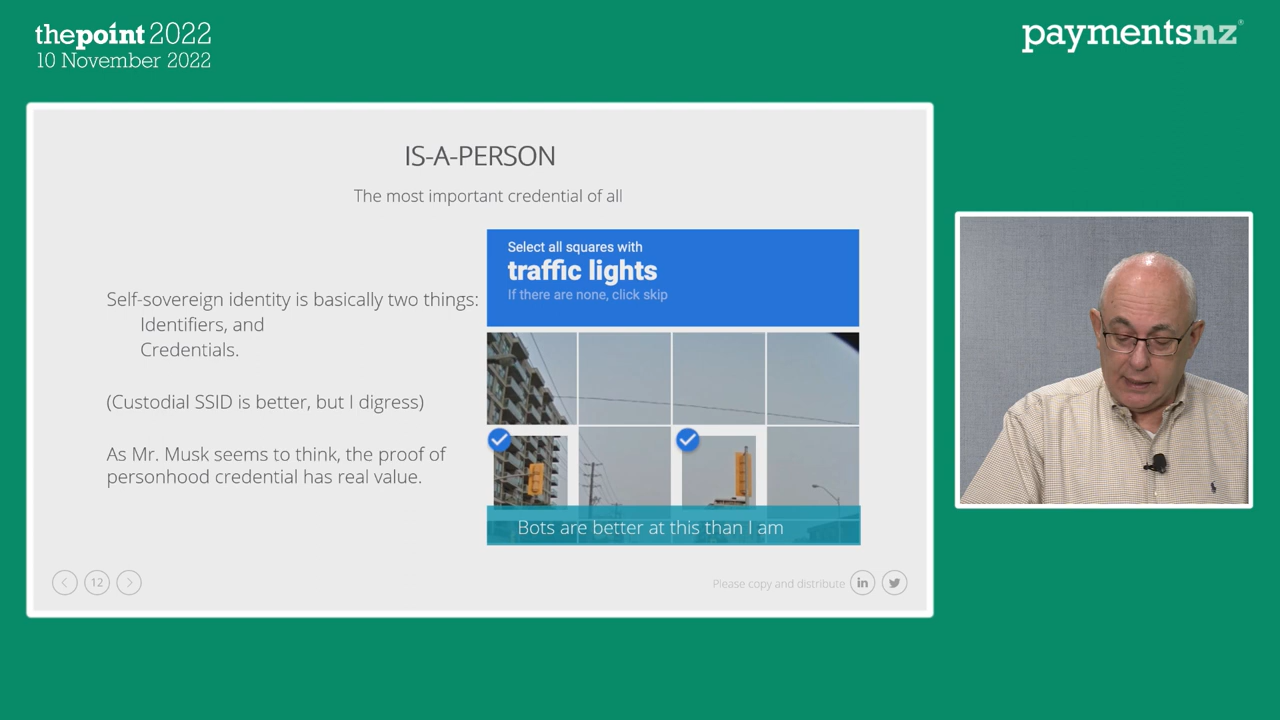 thepoint 2022
10 November 2022
paymentsnz
IS-A-PERSON
The most important credential of all
Self-sovereign identity is basically two things:
Identifiers, and
Credentials.
(Custodial SSID is better, but I digress)
As Mr. Musk seems to think, the proof of
personhood credential has real value.
Select all squares with
traffic lights
If there are none, click skip
Bots are better at this than I am
12
Please copy and distribute
in